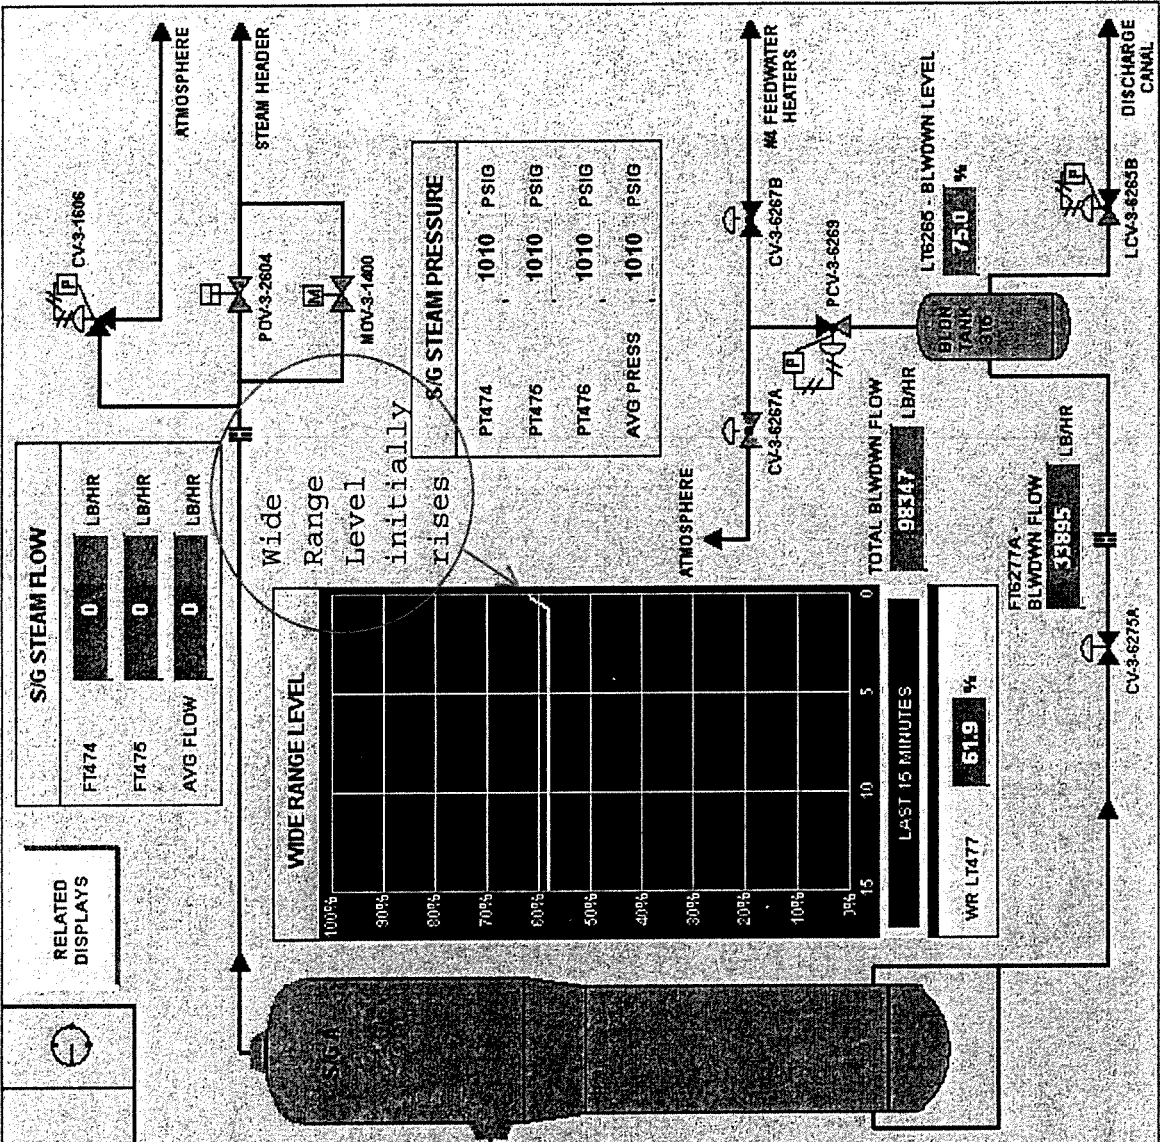 RELATED
DISPLAYS
S/G STEAM FLOW
FT474 0 LB/HR
FT475 0 LB/HR
AVG FLOW 0 LB/HR
CV-3-1606
ATMOSPHERE
STEAM HEADER
POV-3-2604
MOV-3-1400
Wide
Range
Level
initially
rises
S/G A
WIDE RANGE LEVEL
100%
90%
80%
70%
60%
50%
40%
30%
20%
10%
0%
15
10
5
0
LAST 15 MINUTES
WR LT477 61.9 %
S/G STEAM PRESSURE
PT474 1010 PSIG
PT475 1010 PSIG
PT476 1010 PSIG
AVG PRESS 1010 PSIG
ATMOSPHERE
CV-3-6267A
CV-3-6267B
#4 FEEDWATER
HEATERS
PCV-3-6269
TOTAL BLWDWN FLOW
98347 LB/HR
LT6265 - BLWDWN LEVEL
75.0 %
FT6277A -
BLWDWN FLOW
33895 LB/HR
BLDN
TANK
316
CV-3-6275A
LCV-3-6265B
DISCHARGE
CANAL